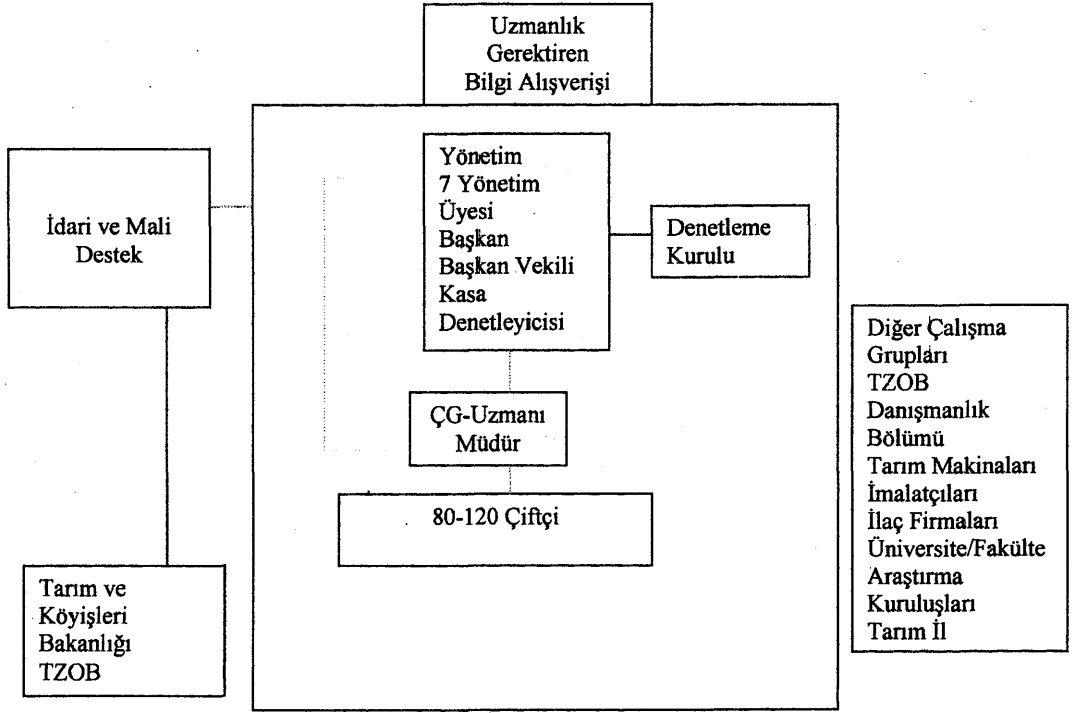 Uzmanlık
Gerektiren
Bilgi Alışverişi
İdari ve Mali
Destek
Yönetim
7 Yönetim
Üyesi
Başkan
Başkan Vekili
Kasa
Denetleyicisi
Denetleme
Kurulu
ÇG-Uzmanı
Müdür
80-120 Çiftçi
Tarım ve
Köyişleri
Bakanlığı
TZOB
Diğer Çalışma
Grupları
TZOB
Danışmanlık
Bölümü
Tarım Makinaları
İmalatçıları
İlaç Firmaları
Üniversite/Fakülte
Araştırma
Kuruluşları
Tarım İl